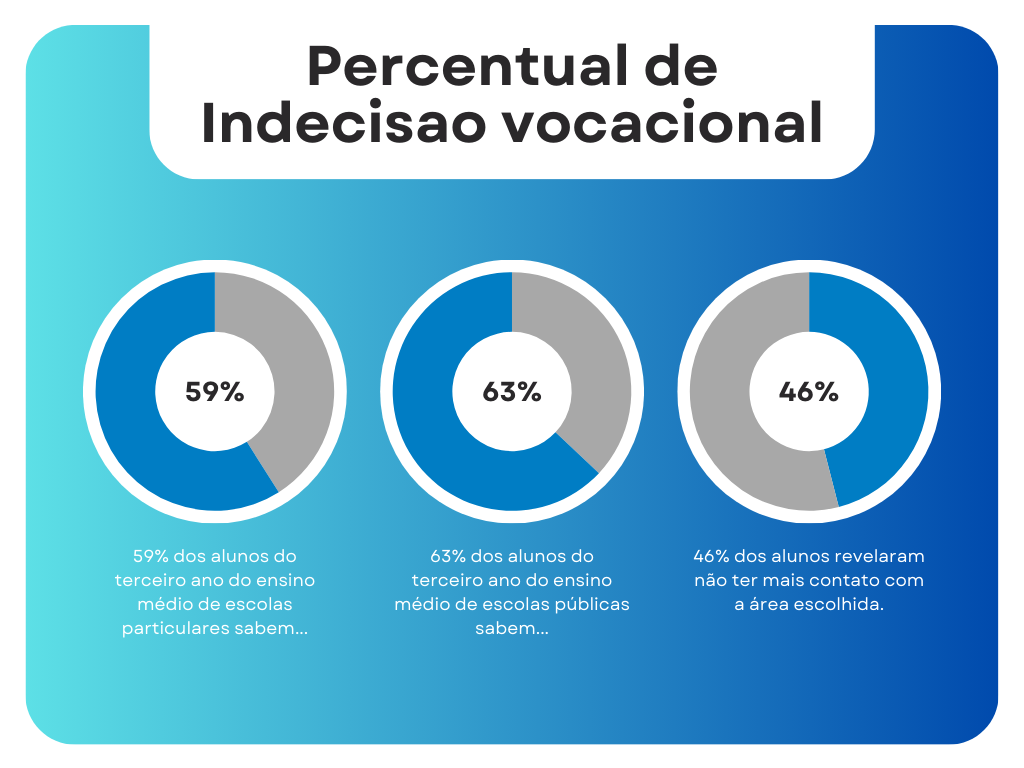 Percentual de
Indecisao vocacional
59%
63%
46%
59% dos alunos do
terceiro ano do ensino
médio de escolas
particulares sabem...
63% dos alunos do
terceiro ano do ensino
médio de escolas públicas
sabem...
46% dos alunos revelaram
não ter mais contato com
a área escolhida.